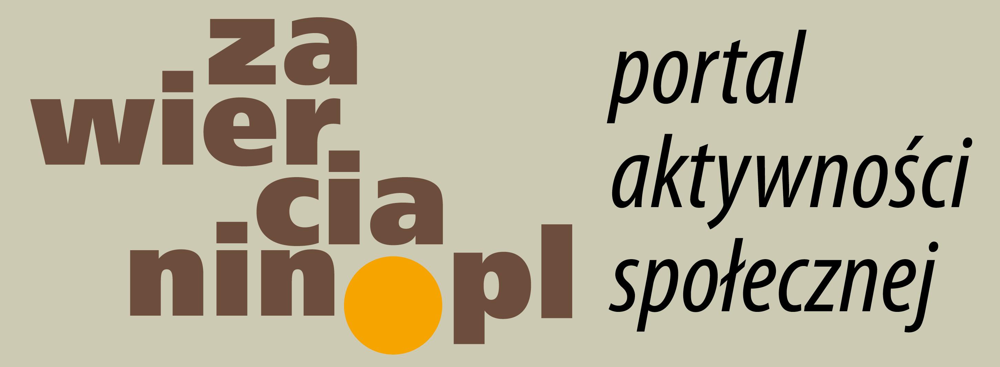 za
wier
cia
nin.pl
portal
aktywności
społecznej